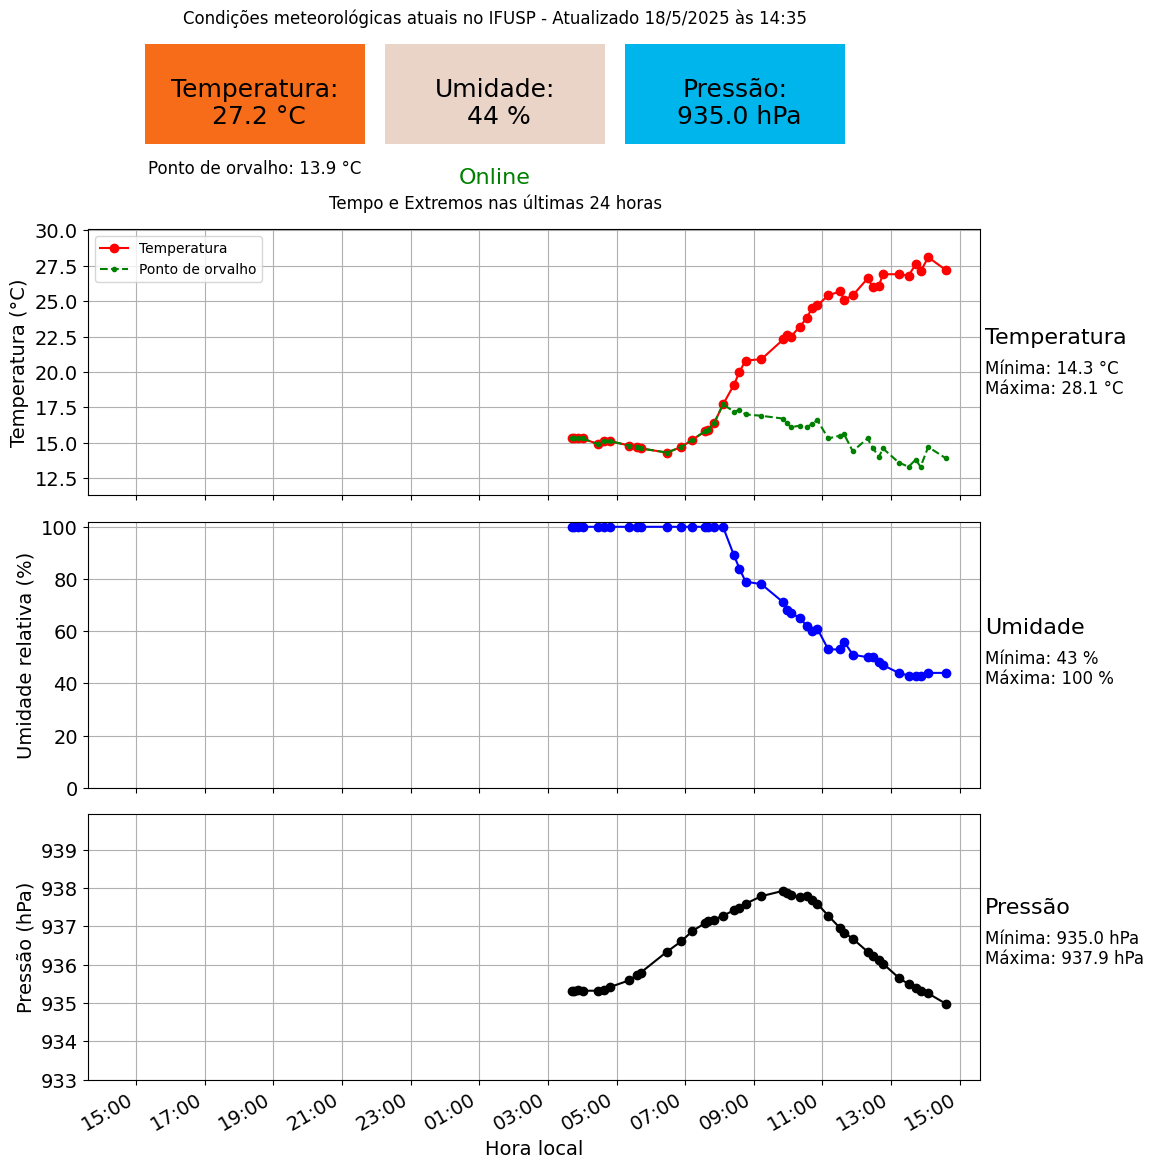 Condições meteorológicas atuais no IFUSP - Atualizado 18/5/2025 às 14:35
Temperatura:
27.2 °C
Umidade:
44 %
Pressão:
935.0 hPa
Ponto de orvalho: 13.9 °C
Online
Tempo e Extremos nas últimas 24 horas
Temperatura (°C)
30.0
27.5
25.0
22.5
20.0
17.5
15.0
12.5
Temperatura
Ponto de orvalho
Temperatura
Mínima: 14.3 °C
Máxima: 28.1 °C
Umidade relativa (%)
100
80
60
40
20
0
Umidade
Mínima: 43 %
Máxima: 100 %
Pressão (hPa)
939
938
937
936
935
934
933
Pressão
Mínima: 935.0 hPa
Máxima: 937.9 hPa
15:00 17:00 19:00 21:00 23:00 01:00 03:00 05:00 07:00 09:00 11:00 13:00 15:00
Hora local